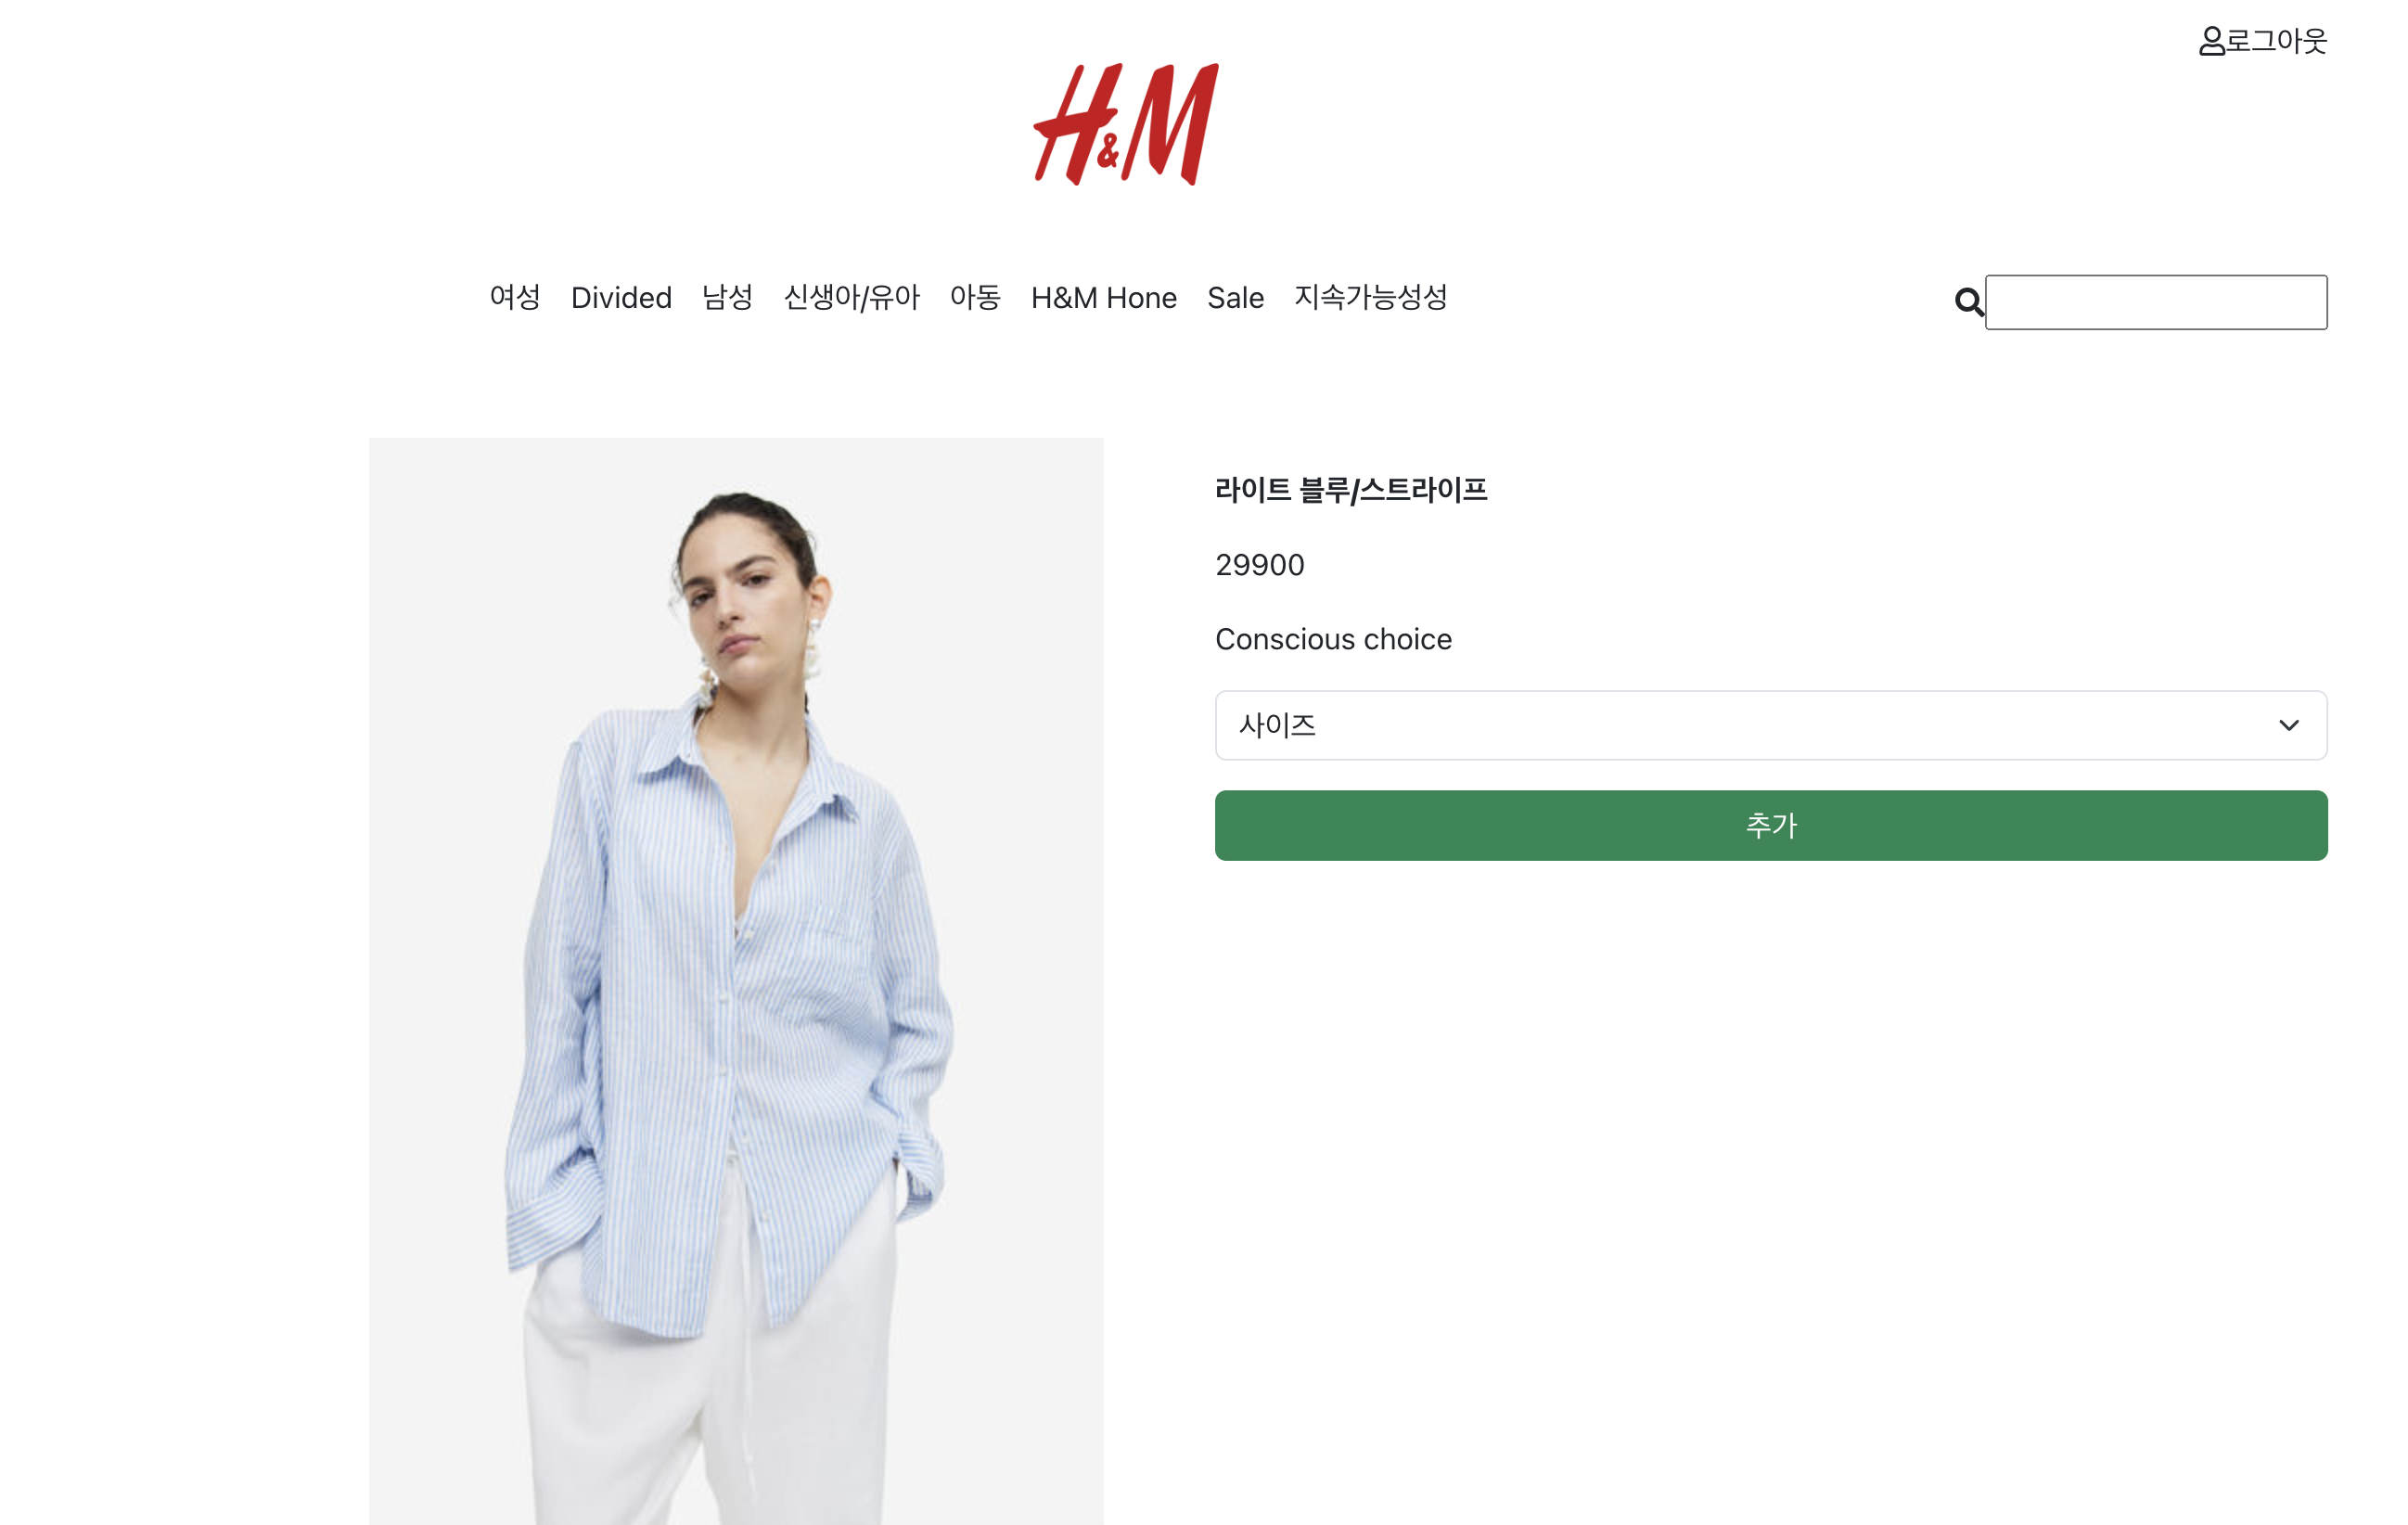 로그아웃
H&M
여성 Divided 남성 신생아/유아 아동 H&M Hone Sale 지속가능성성
라이트 블루/스트라이프
29900
Conscious choice
사이즈
추가